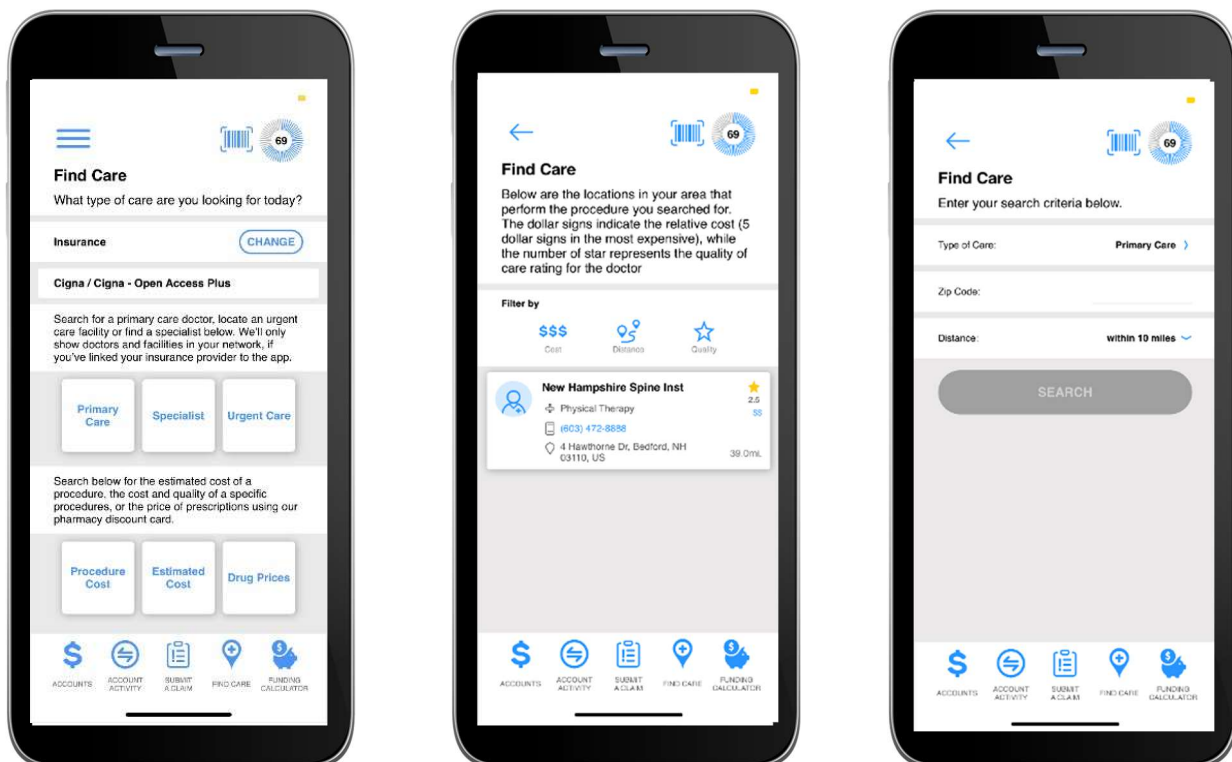 69
Find Care
What type of care are you looking for today?
Insurance
CHANGE
Cigna / Cigna - Open Access Plus
Search for a primary care doctor, locate an urgent
care facility or find a specialist below. We'll only
show doctors and facilities in your network, if
you've linked your insurance provider to the app.
Primary
Care
Specialist
Urgent Care
Search below for the estimated cost of a
procedure, the cost and quality of a specific
procedures, or the price of prescriptions using our
pharmacy discount card.
Procedure
Cost
Estimated
Cost
Drug Prices
ACCOUNTS
ACCOUNT
ACTIVITY
SUBMIT
A CLAIM
FIND CARE
FUNDING
CALCULATOR
69
Find Care
Below are the locations in your area that
perform the procedure you searched for.
The dollar signs indicate the relative cost (5
dollar signs in the most expensive), while
the number of star represents the quality of
care rating for the doctor
Filter by
$$$
Cost
Distance
Quality
New Hampshire Spine Inst
2.5
Physical Therapy
$$
(603) 472-8888
4 Hawthorne Dr, Bedford, NH
03110, US
39.0mi.
ACCOUNTS
ACCOUNT
ACTIVITY
SUBMIT
A CLAIM
FIND CARE
FUNDING
CALCULATOR
69
Find Care
Enter your search criteria below.
Type of Care:
Primary Care
Zip Code:
Distance:
within 10 miles
SEARCH
ACCOUNTS
ACCOUNT
ACTIVITY
SUBMIT
A CLAIM
FIND CARE
FUNDING
CALCULATOR